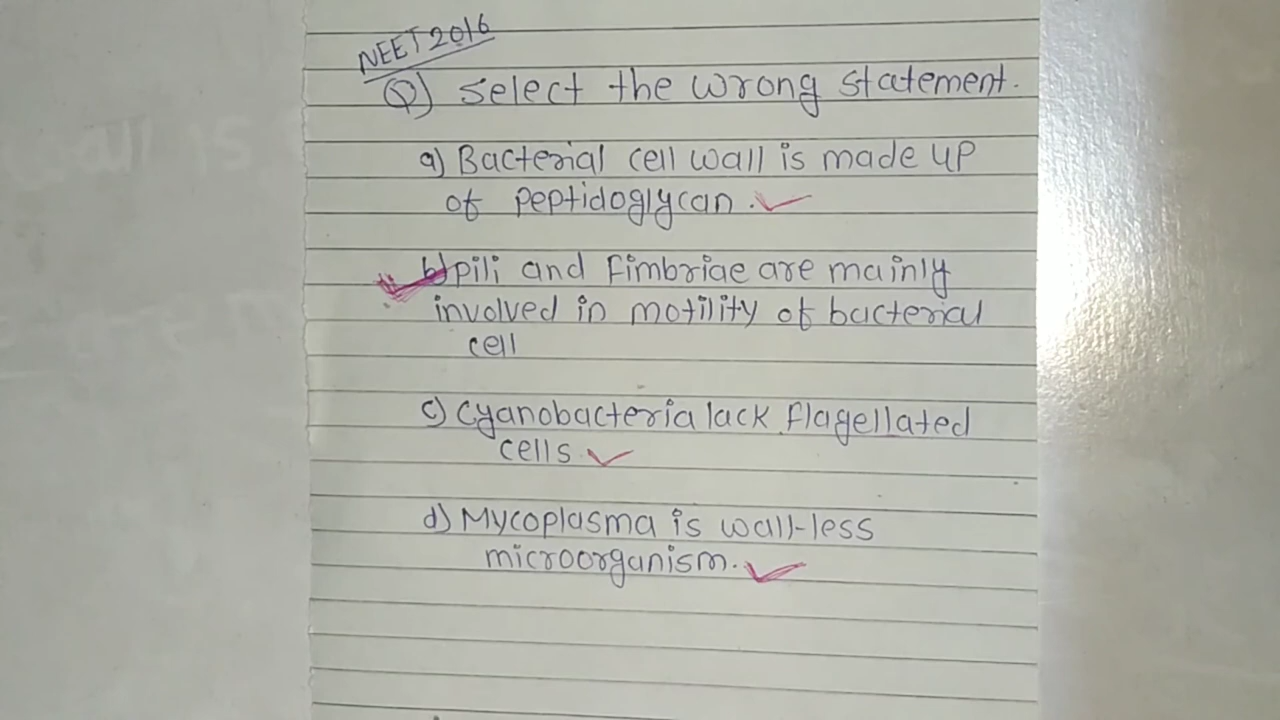 NEET 2016
Q) Select the wrong statement.
a) Bacterial cell wall is made up
of peptidoglycan.
b) pili and Fimbriae are mainly
involved in motility of bacterial
cell
c) Cyanobacteria lack flagellated
cells.
d) Mycoplasma is wall-less
microorganism.